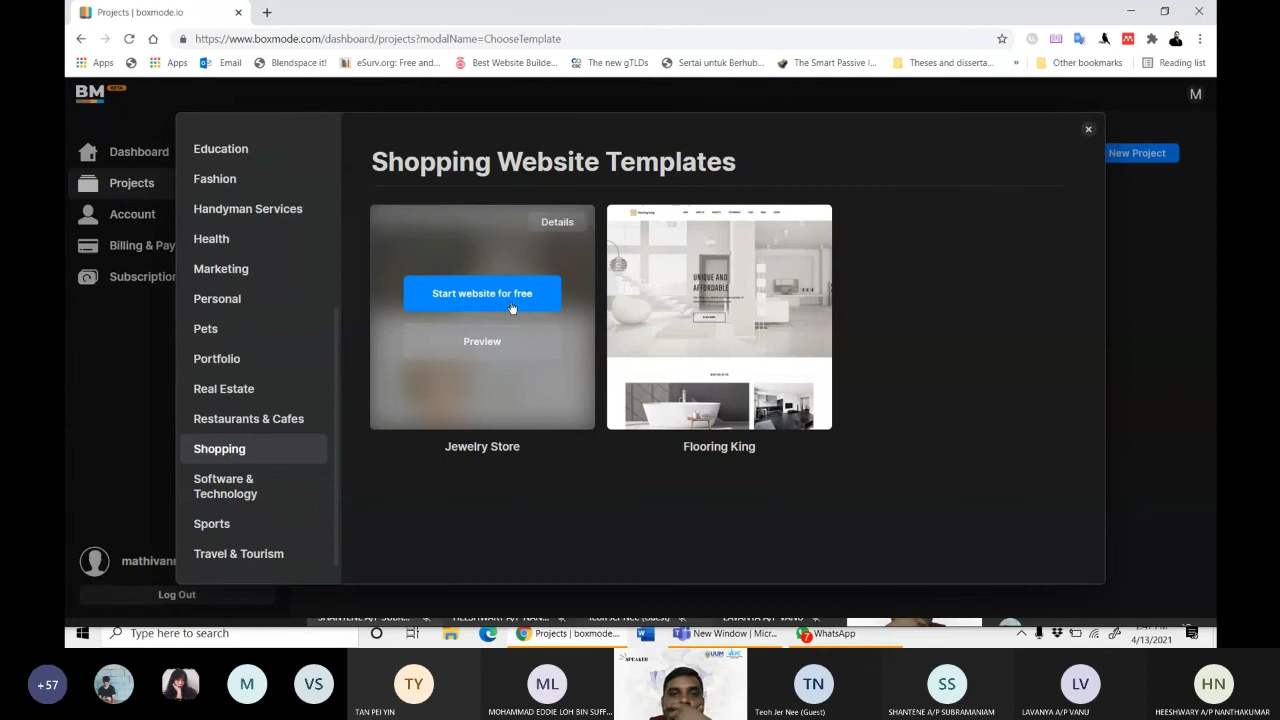 Projects | boxmode.io
https://www.boxmode.com/dashboard/projects?modalName=ChooseTemplate
Apps
Apps
Email
Blendspace it!
eSurv.org: Free and...
Best Website Builde...
The new gTLDs
Sertai untuk Berhub...
The Smart Passive I...
Theses and disserta...
»
Other bookmarks
Reading list
BM BETA
M
Dashboard
Projects
Account
Billing & Pay
Subscription
mathivann
Log Out
New Project
Education
Fashion
Handyman Services
Health
Marketing
Personal
Pets
Portfolio
Real Estate
Restaurants & Cafes
Shopping
Software &
Technology
Sports
Travel & Tourism
Shopping Website Templates
Details
Start website for free
Preview
Jewelry Store
UNIQUE AND
AFFORDABLE
Flooring King
Type here to search
Projects | boxmode...
New Window | Micr...
7
WhatsApp
4/13/2021
+57
M
VS
TY
TAN PEI YIN
ML
MOHAMMAD EDDIE LOH BIN SUFF...
SPEAKER
UUM
TN
Teoh Jer Nee (Guest)
SS
SHANTENE A/P SUBRAMANIAM
LV
LAVANYA A/P VANU
HN
HEESHWARY A/P NANTHAKUMAR